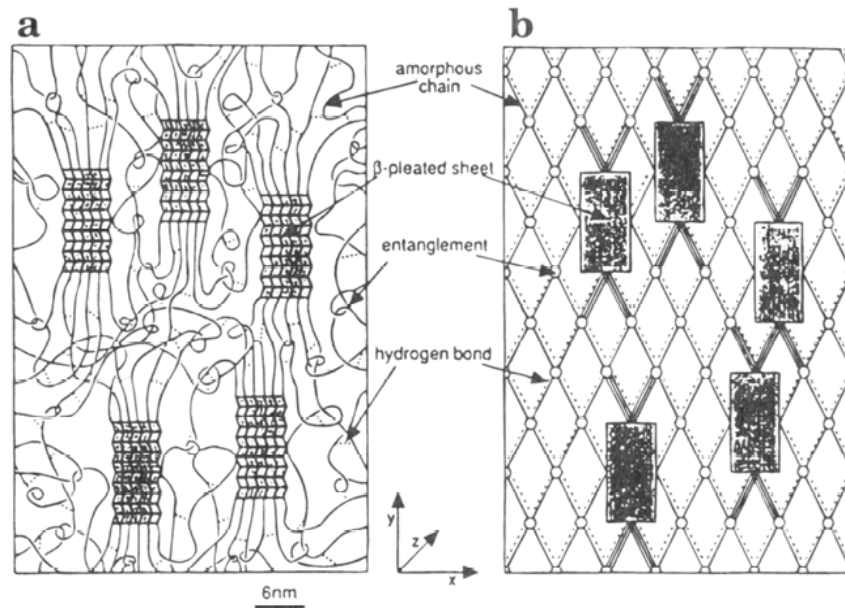 a
b
amorphous
chain
β-pleated sheet
entanglement
hydrogen bond
y
z
x
6nm